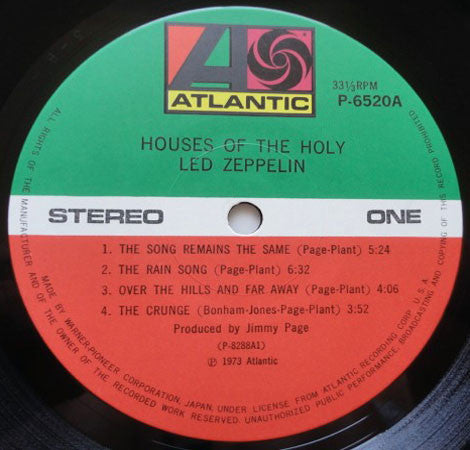 ATLANTIC
33⅓RPM
P-6520A
HOUSES OF THE HOLY
LED ZEPPELIN
STEREO
ONE
1. THE SONG REMAINS THE SAME (Page-Plant) 5:24
2. THE RAIN SONG (Page-Plant) 6:32
3. OVER THE HILLS AND FAR AWAY (Page-Plant) 4:06
4. THE CRUNGE (Bonham-Jones-Page-Plant) 3:52
Produced by Jimmy Page
(P-8288A1)
℗ 1973 Atlantic
ALL RIGHTS OF THE MANUFACTURER AND OF THE OWNER OF THE RECORDED WORK RESERVED. UNAUTHORIZED PUBLIC PERFORMANCE, BROADCASTING AND COPYING OF THIS RECORD PROHIBITED
MADE BY WARNER-PIONEER CORPORATION, JAPAN, UNDER LICENSE FROM ATLANTIC RECORDING CORP. U.S.A.